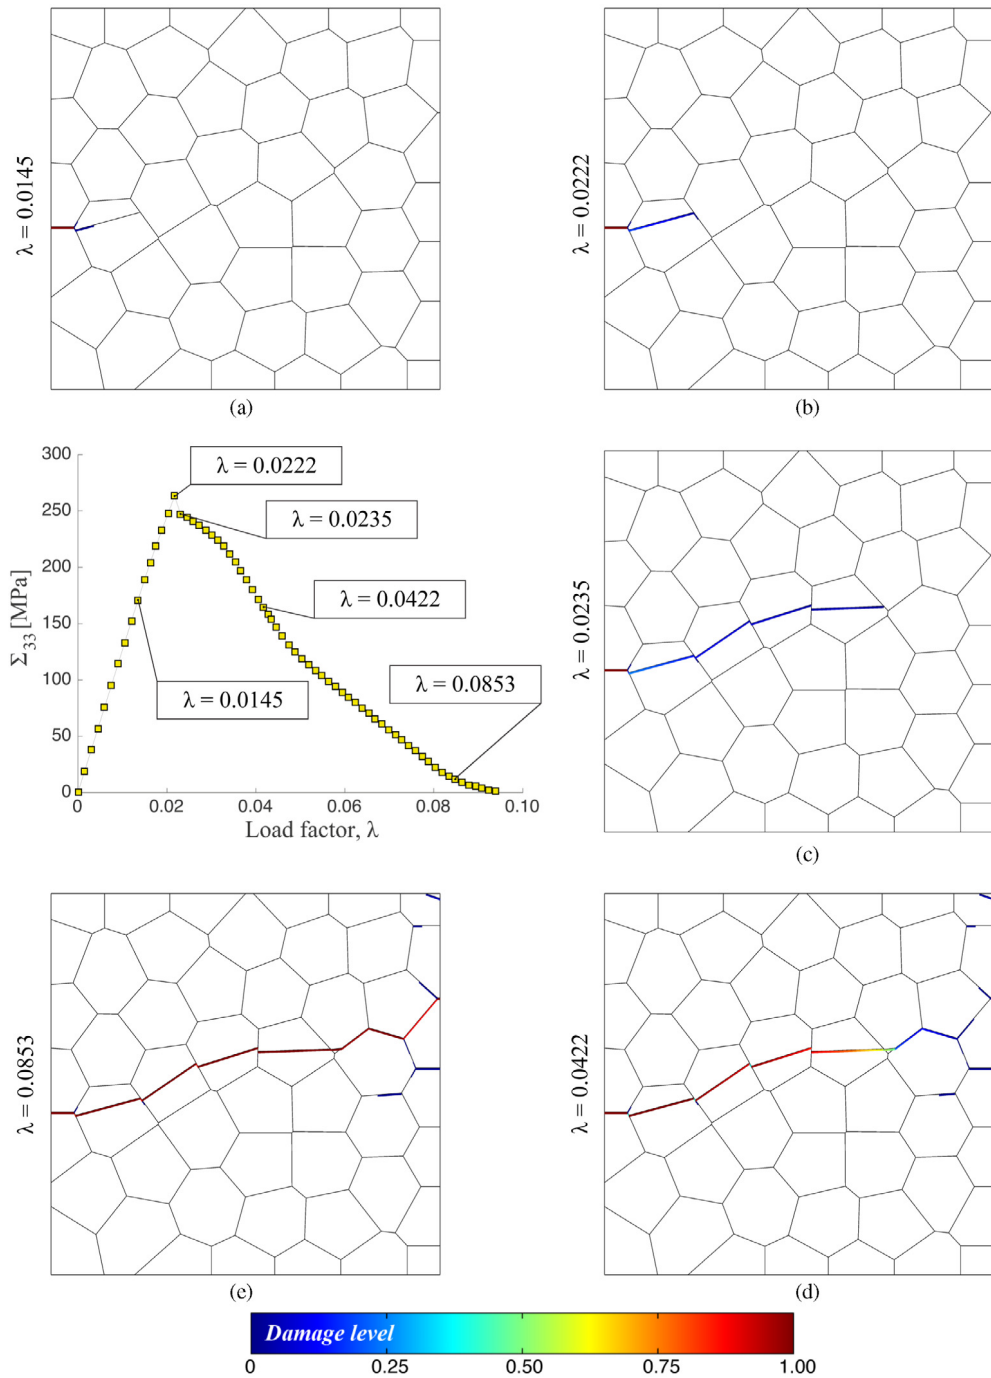 λ = 0.0145
(a)
λ = 0.0222
(b)
Σ33 [MPa]
300
250
200
150
100
50
0
0
0.02
0.04
0.06
0.08
0.10
Load factor, λ
λ = 0.0222
λ = 0.0235
λ = 0.0422
λ = 0.0853
λ = 0.0145
λ = 0.0235
(c)
λ = 0.0853
(e)
λ = 0.0422
(d)
Damage level
0
0.25
0.50
0.75
1.00